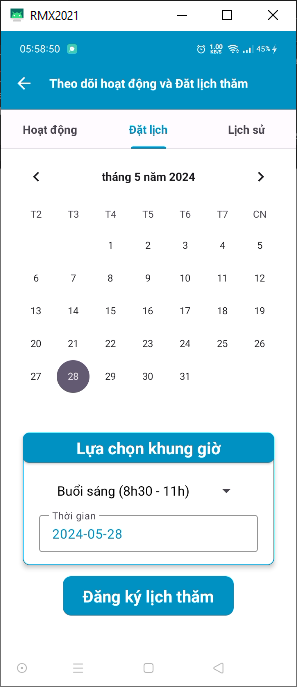 RMX2021
05:58:50
1.00 KB/S 45%
Theo dõi hoạt động và Đặt lịch thăm
Hoạt động Đặt lịch Lịch sử
tháng 5 năm 2024
T2 T3 T4 T5 T6 T7 CN
1 2 3 4 5
6 7 8 9 10 11 12
13 14 15 16 17 18 19
20 21 22 23 24 25 26
27 28 29 30 31
Lựa chọn khung giờ
Buổi sáng (8h30 - 11h)
Thời gian
2024-05-28
Đăng ký lịch thăm